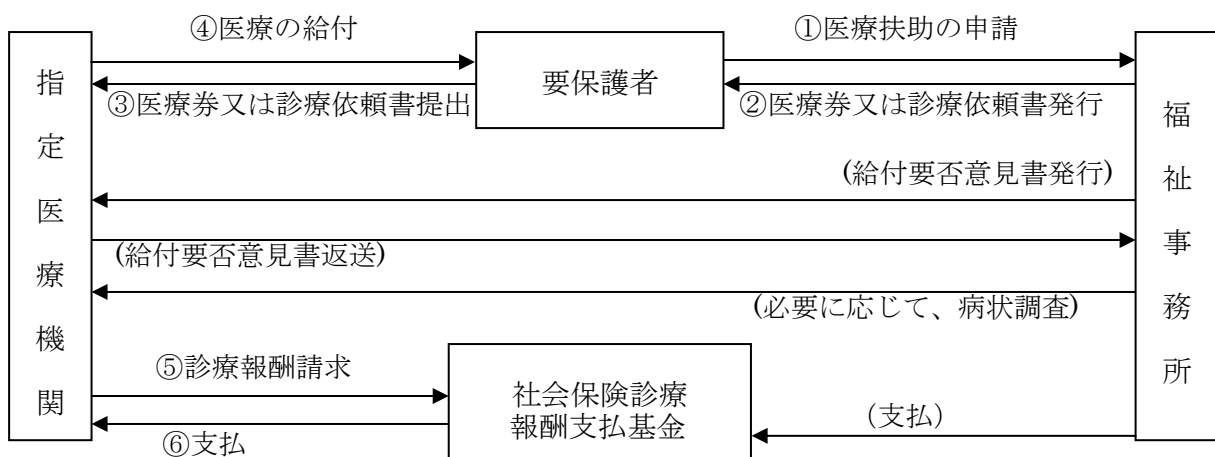 ④医療の給付
①医療扶助の申請
指定医療機関
要保護者
福祉事務所
③医療券又は診療依頼書提出
②医療券又は診療依頼書発行
(給付要否意見書発行)
(給付要否意見書返送)
(必要に応じて、病状調査)
⑤診療報酬請求
社会保険診療
報酬支払基金
（支払）
⑥支払